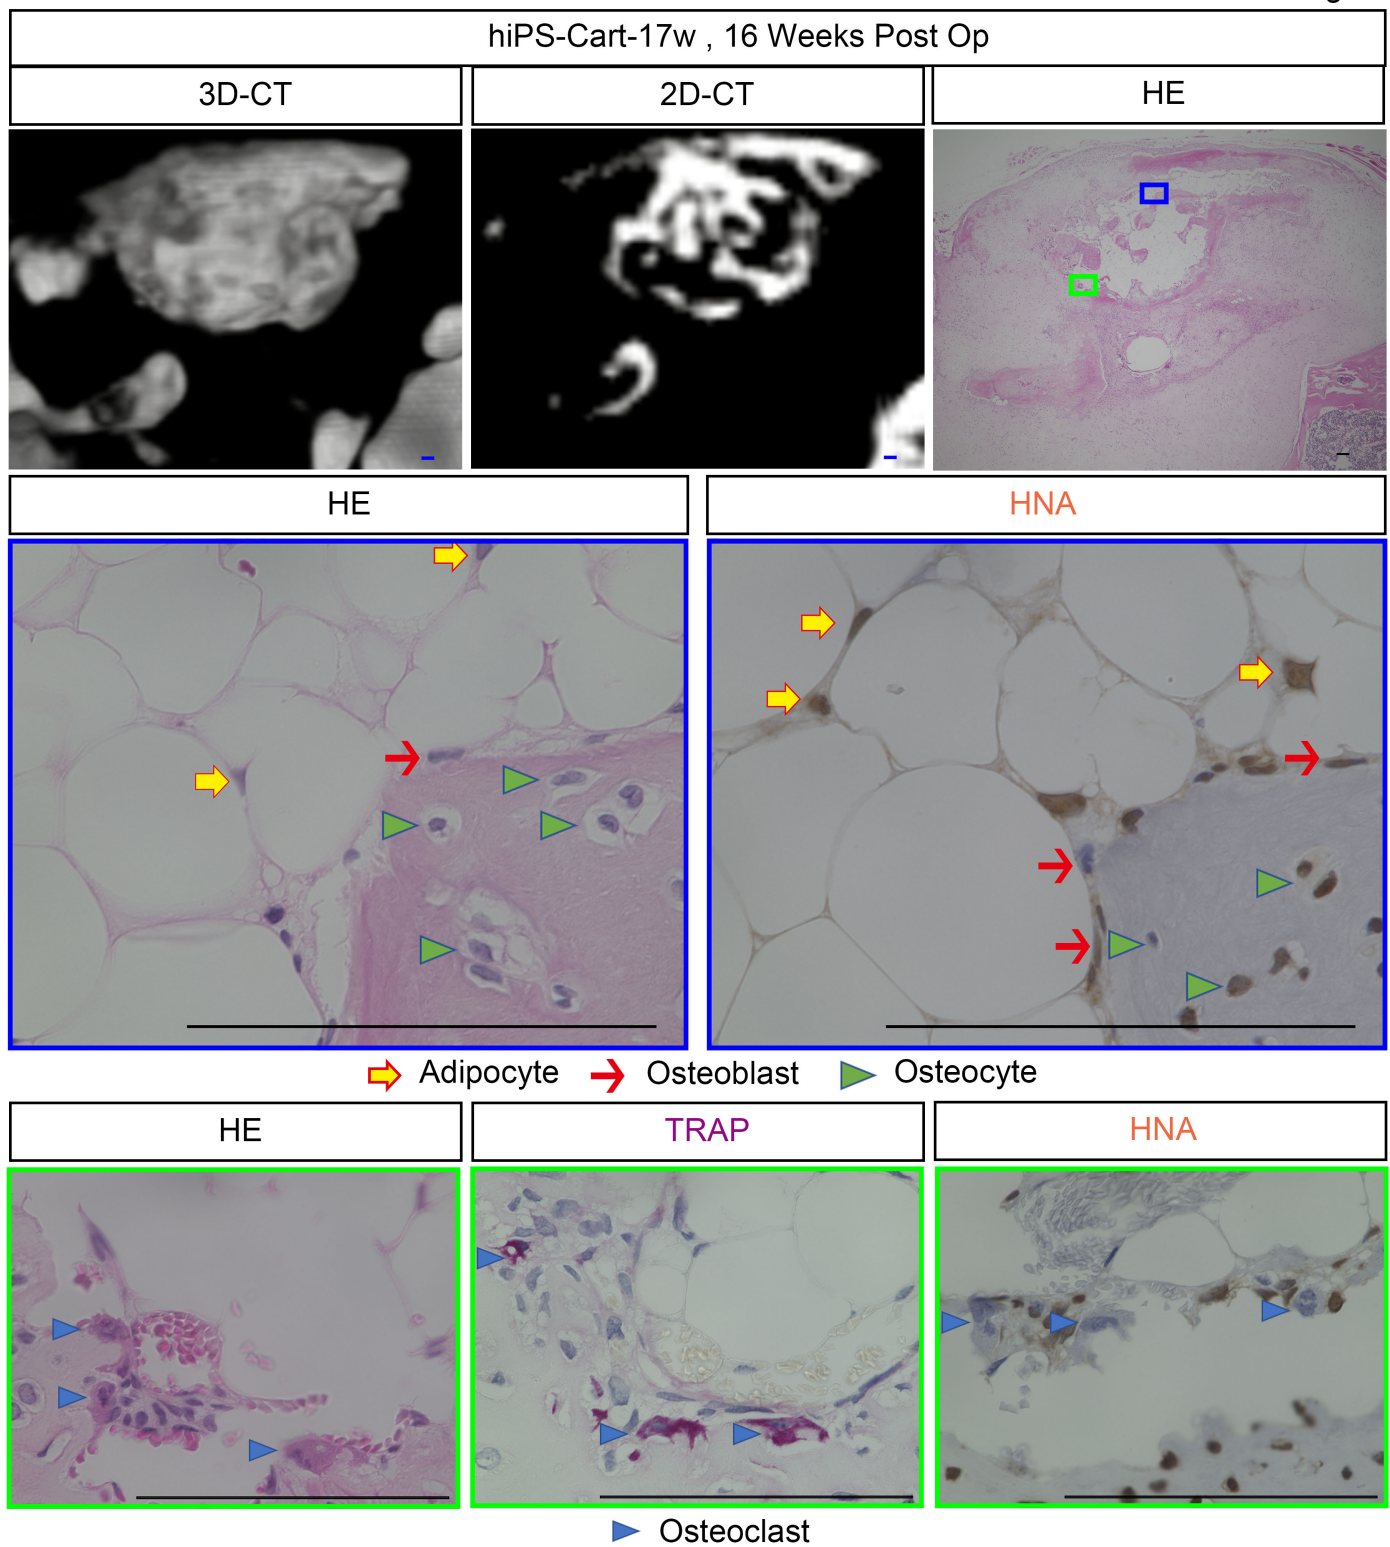 hiPS-Cart-17w , 16 Weeks Post Op
3D-CT
2D-CT
HE
HE
HNA
Adipocyte
Osteoblast
Osteocyte
HE
TRAP
HNA
Osteoclast